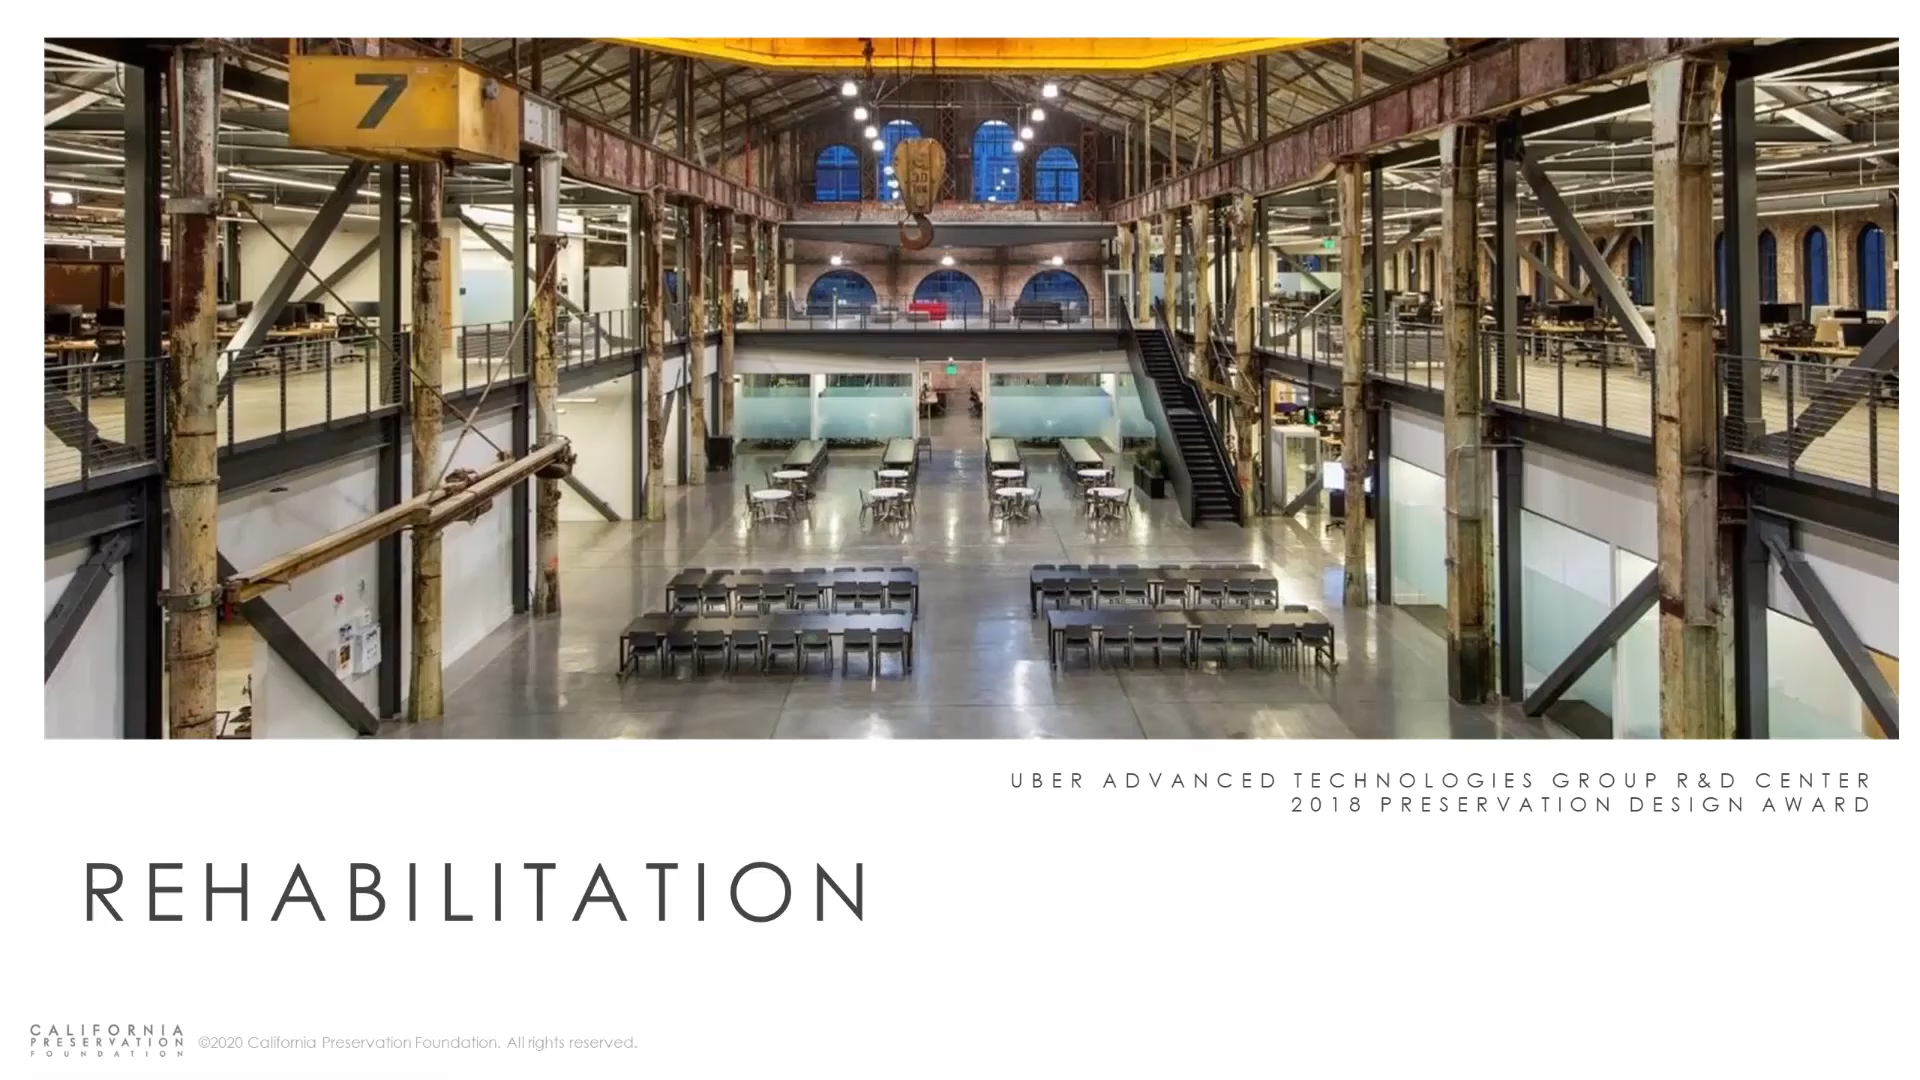 7
UBER ADVANCED TECHNOLOGIES GROUP R&D CENTER
2018 PRESERVATION DESIGN AWARD
REHABILITATION
CALIFORNIA
PRESERVATION
FOUNDATION
©2020 California Preservation Foundation. All rights reserved.